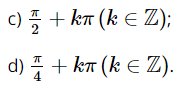 c) π/2 + kπ (k ∈ ℤ);
d) π/4 + kπ (k ∈ ℤ).